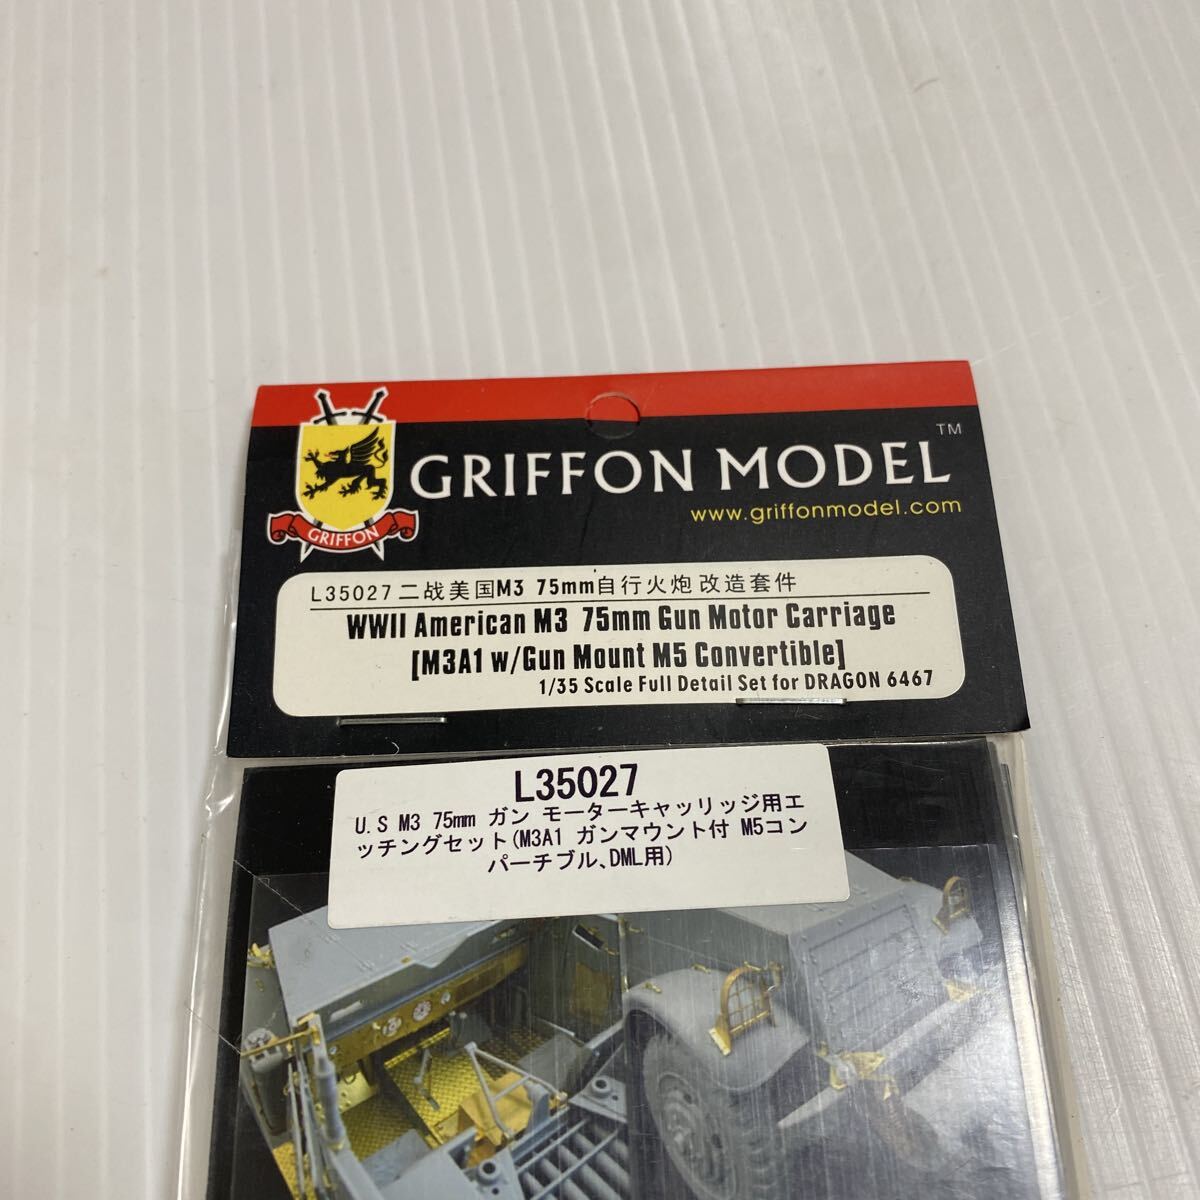 GRIFFON MODEL™
www.griffonmodel.com
GRIFFON
L35027 二战美国M3 75mm自行火炮改造套件
WWII American M3 75mm Gun Motor Carriage
[M3A1 w/Gun Mount M5 Convertible]
1/35 Scale Full Detail Set for DRAGON 6467
L35027
U.S M3 75mm ガン モーターキャッリッジ用エ
ッチングセット(M3A1 ガンマウント付 M5コン
パーチブル、DML用)